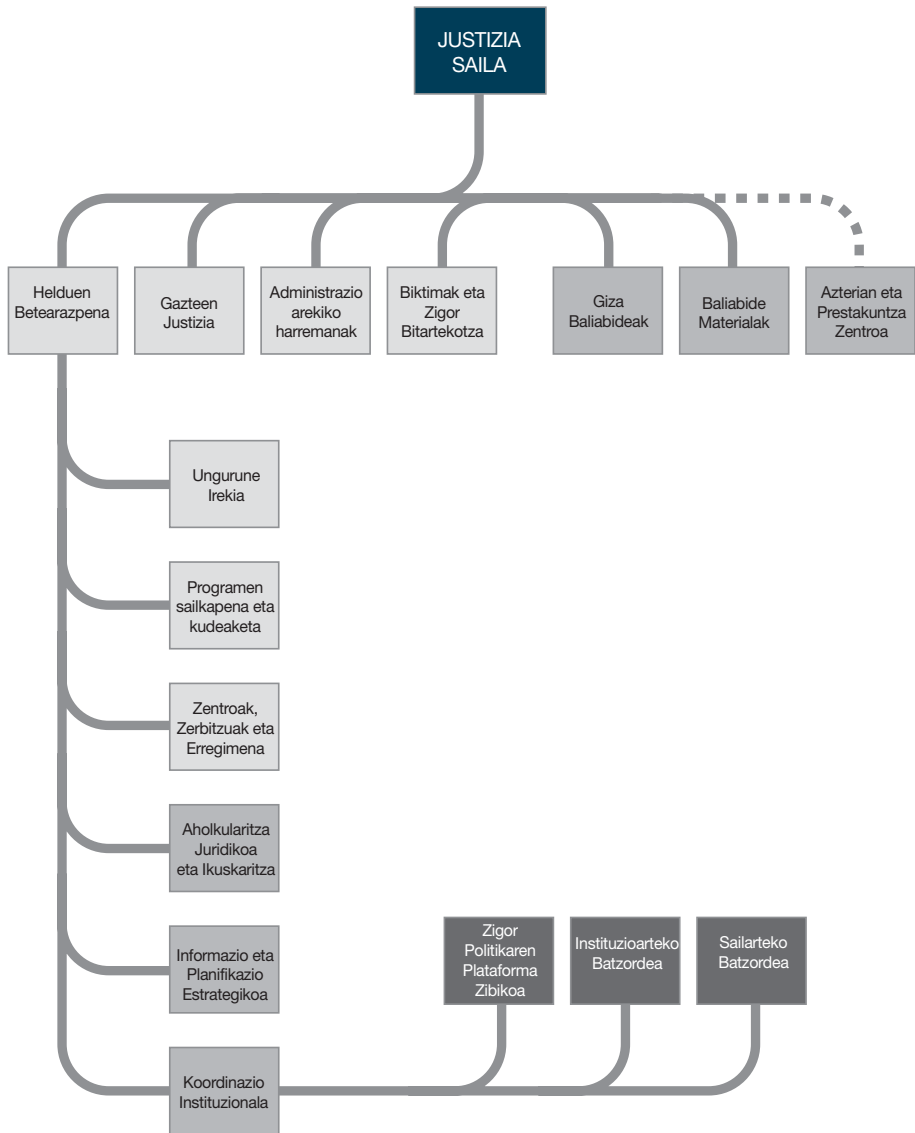 JUSTIZIA
SAILA
Helduen
Betearazpena
Gazteen
Justizia
Administrazio
arekiko
harremanak
Biktimak eta
Zigor
Bitartekotza
Giza
Baliabideak
Baliabide
Materialak
Azterian eta
Prestakuntza
Zentroa
Ungurune
Irekia
Programen
sailkapena eta
kudeaketa
Zentroak,
Zerbitzuak eta
Erregimena
Aholkularitza
Juridikoa
eta Ikuskaritza
Informazio eta
Planifikazio
Estrategikoa
Zigor
Politikaren
Plataforma
Zibikoa
Instituzioarteko
Batzordea
Sailarteko
Batzordea
Koordinazio
Instituzionala